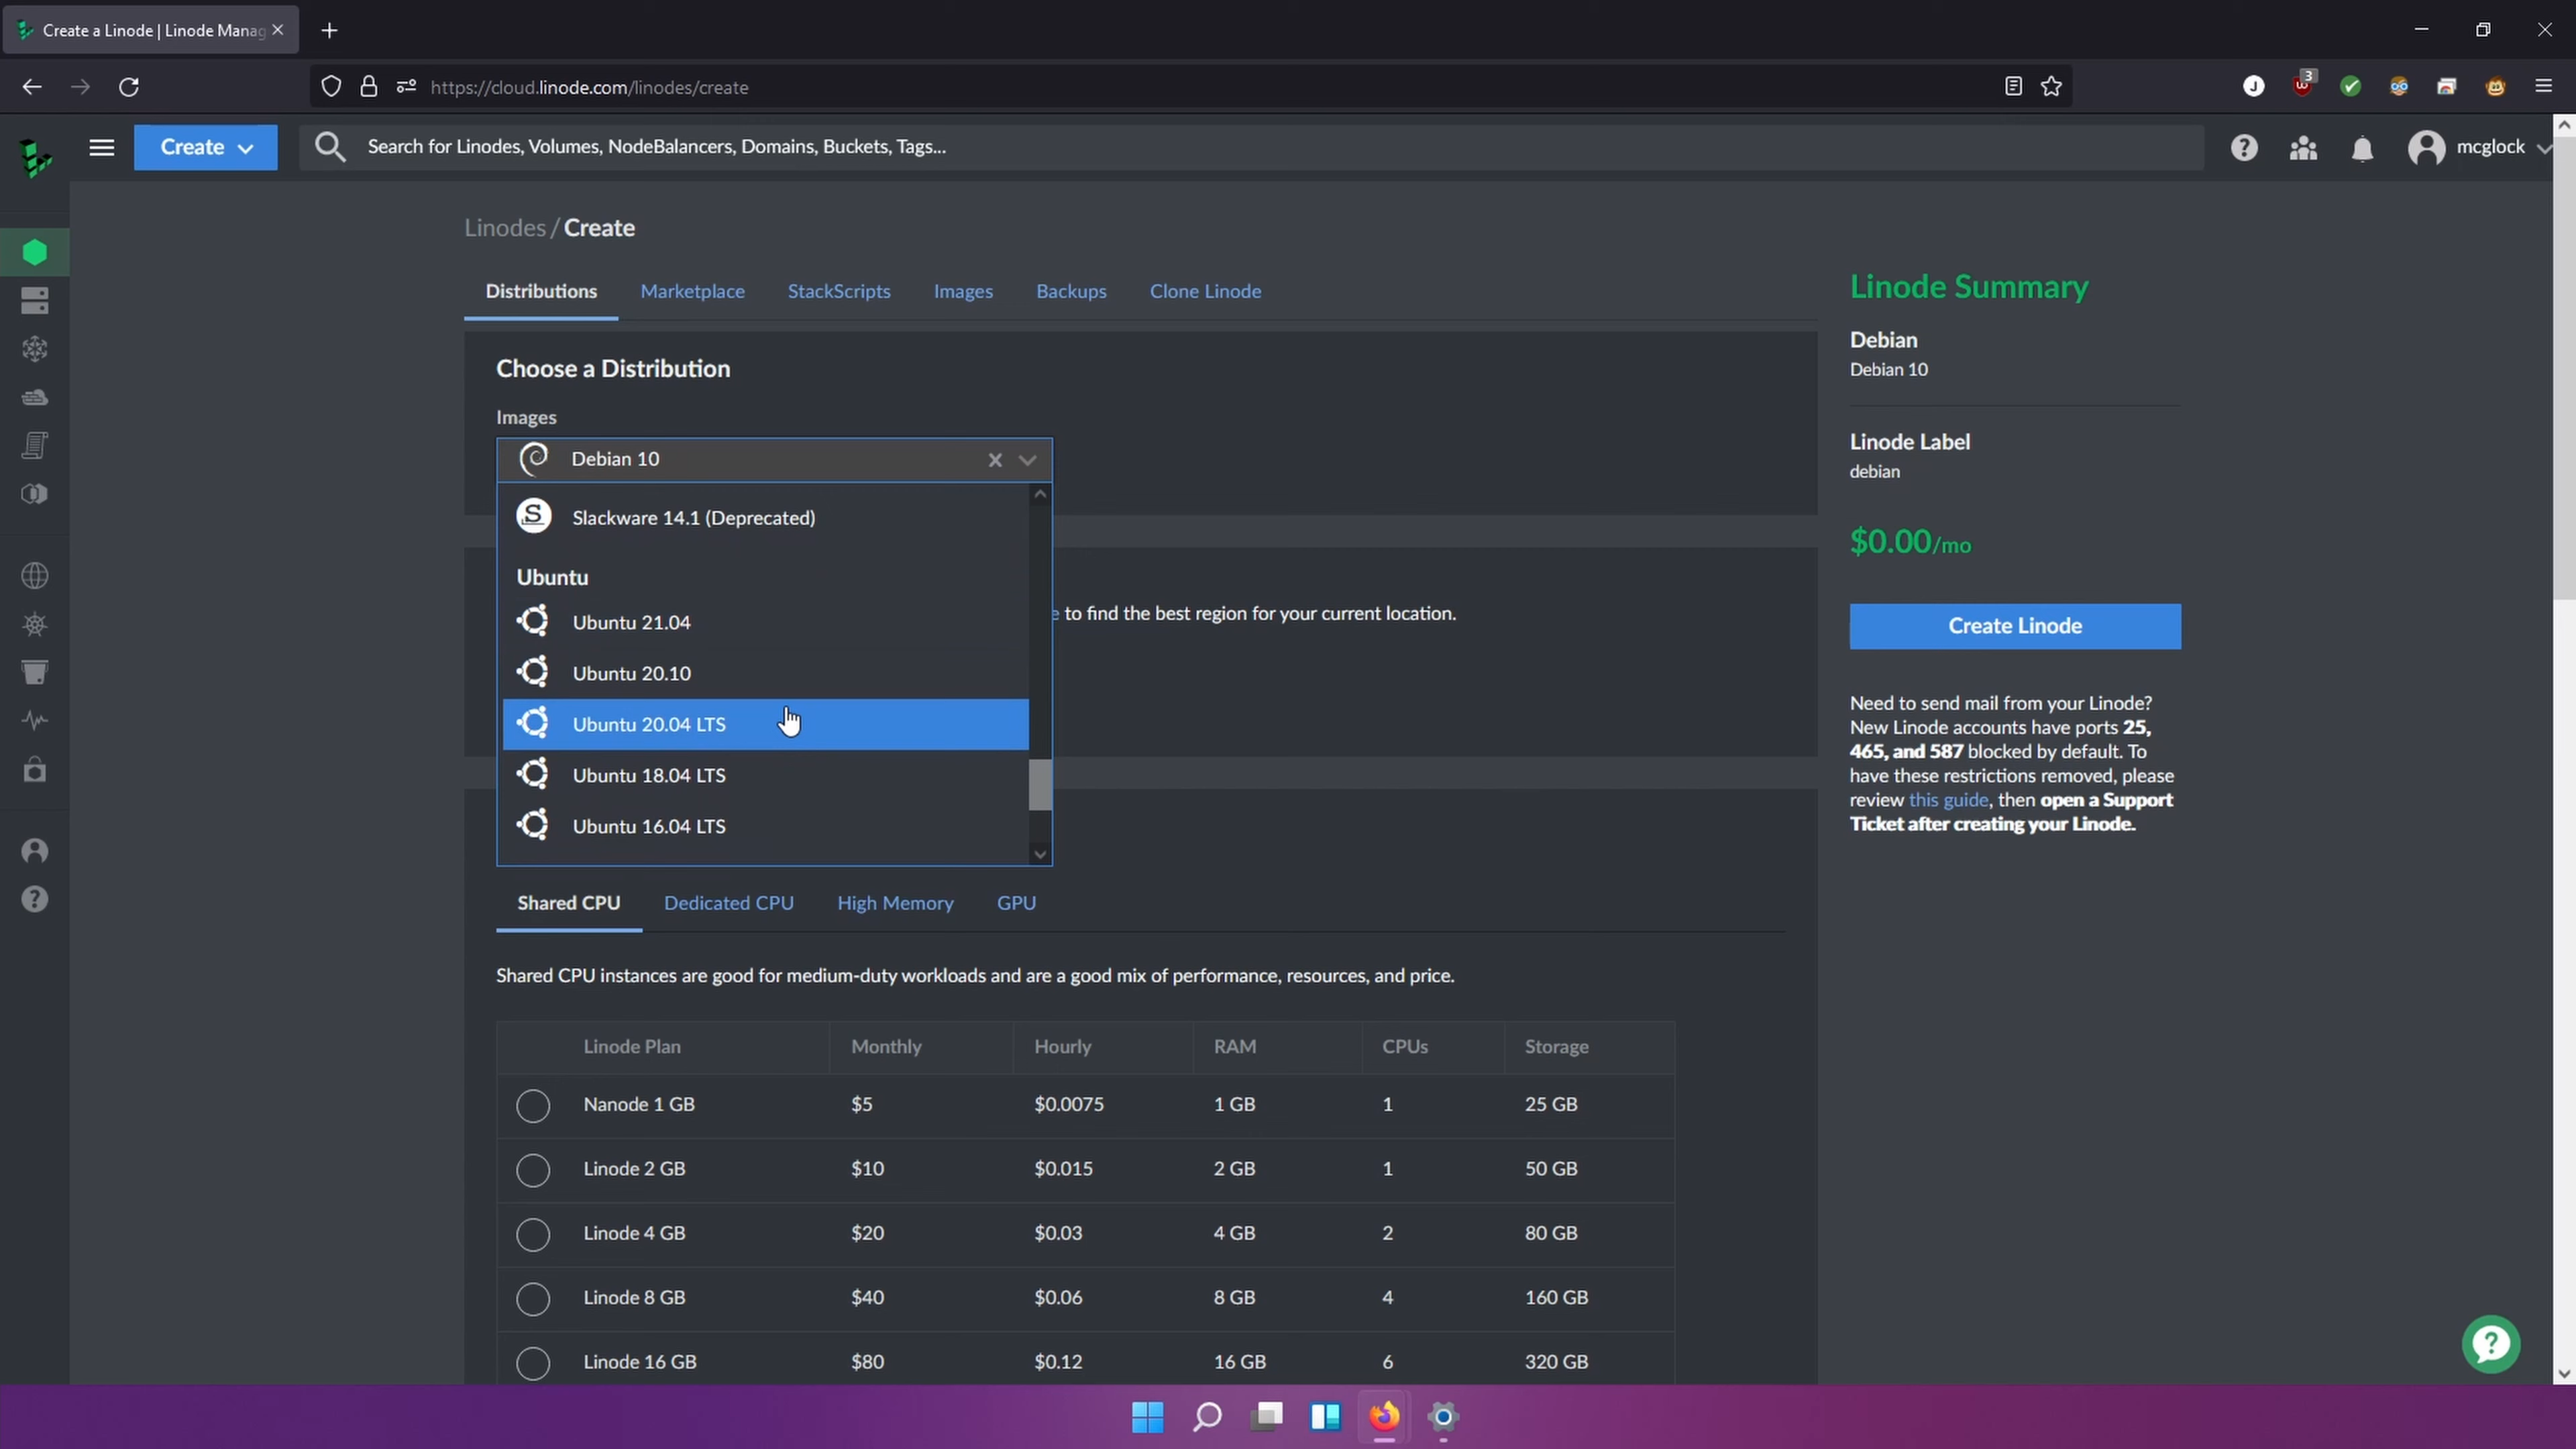 Create a Linode | Linode Manag
https://cloud.linode.com/linodes/create
3
Create
Search for Linodes, Volumes, NodeBalancers, Domains, Buckets, Tags...
mcglock
Linodes / Create
Distributions Marketplace StackScripts Images Backups Clone Linode
Choose a Distribution
Images
Debian 10
Slackware 14.1 (Deprecated)
Ubuntu
Ubuntu 21.04
Ubuntu 20.10
Ubuntu 20.04 LTS
Ubuntu 18.04 LTS
Ubuntu 16.04 LTS
to find the best region for your current location.
Shared CPU Dedicated CPU High Memory GPU
Shared CPU instances are good for medium-duty workloads and are a good mix of performance, resources, and price.
Linode Plan Monthly Hourly RAM CPUs Storage
Nanode 1 GB $5 $0.0075 1 GB 1 25 GB
Linode 2 GB $10 $0.015 2 GB 1 50 GB
Linode 4 GB $20 $0.03 4 GB 2 80 GB
Linode 8 GB $40 $0.06 8 GB 4 160 GB
Linode 16 GB $80 $0.12 16 GB 6 320 GB
Linode Summary
Debian
Debian 10
Linode Label
debian
$0.00/mo
Create Linode
Need to send mail from your Linode?
New Linode accounts have ports 25,
465, and 587 blocked by default. To
have these restrictions removed, please
review this guide, then open a Support
Ticket after creating your Linode.